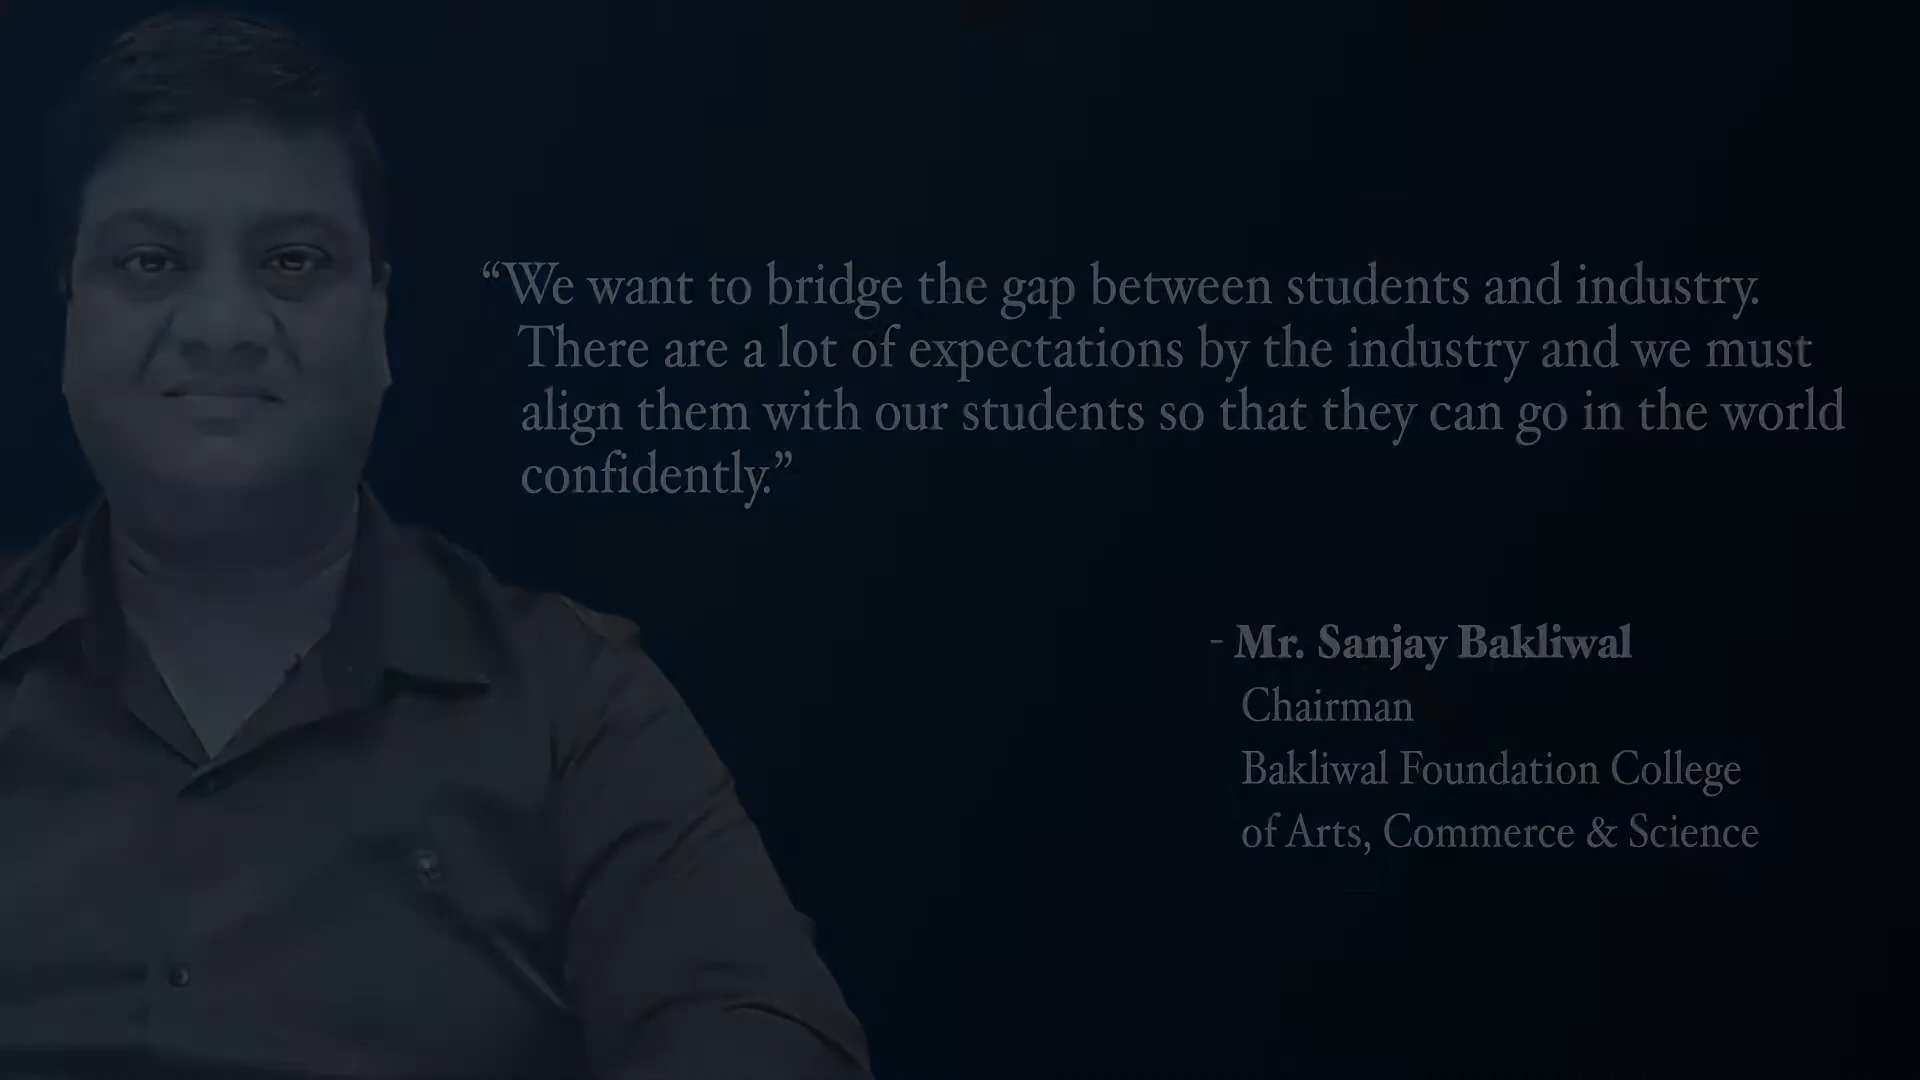 “We want to bridge the gap between students and industry.
There are a lot of expectations by the industry and we must
align them with our students so that they can go in the world
confidently.”
- Mr. Sanjay Bakliwal
Chairman
Bakliwal Foundation College
of Arts, Commerce & Science